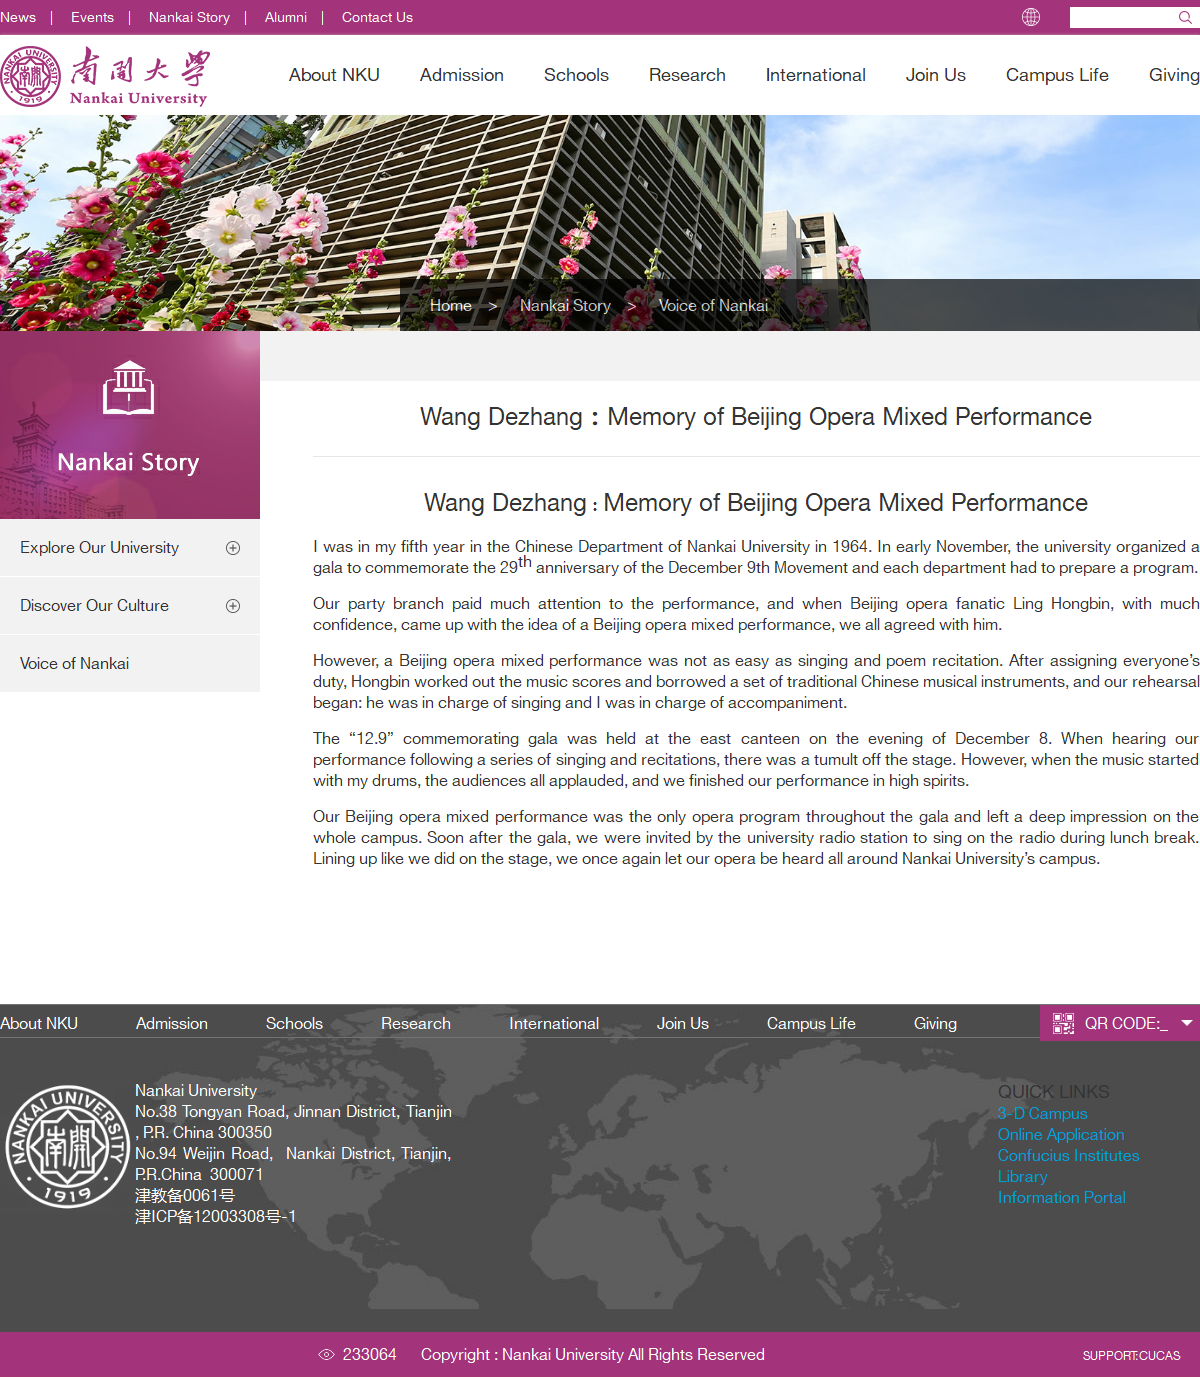 News | Events | Nankai Story | Alumni | Contact Us
NANKAI UNIVERSITY
1919
南開大學
Nankai University
About NKU Admission Schools Research International Join Us Campus Life Giving
Home > Nankai Story > Voice of Nankai
Nankai Story
Explore Our University
Discover Our Culture
Voice of Nankai
Wang Dezhang：Memory of Beijing Opera Mixed Performance
Wang Dezhang : Memory of Beijing Opera Mixed Performance
I was in my fifth year in the Chinese Department of Nankai University in 1964. In early November, the university organized a
gala to commemorate the 29th anniversary of the December 9th Movement and each department had to prepare a program.
Our party branch paid much attention to the performance, and when Beijing opera fanatic Ling Hongbin, with much
confidence, came up with the idea of a Beijing opera mixed performance, we all agreed with him.
However, a Beijing opera mixed performance was not as easy as singing and poem recitation. After assigning everyone’s
duty, Hongbin worked out the music scores and borrowed a set of traditional Chinese musical instruments, and our rehearsal
began: he was in charge of singing and I was in charge of accompaniment.
The “12.9” commemorating gala was held at the east canteen on the evening of December 8. When hearing our
performance following a series of singing and recitations, there was a tumult off the stage. However, when the music started
with my drums, the audiences all applauded, and we finished our performance in high spirits.
Our Beijing opera mixed performance was the only opera program throughout the gala and left a deep impression on the
whole campus. Soon after the gala, we were invited by the university radio station to sing on the radio during lunch break.
Lining up like we did on the stage, we once again let our opera be heard all around Nankai University’s campus.
About NKU Admission Schools Research International Join Us Campus Life Giving
QR CODE:_
NANKAI UNIVERSITY
南開
1919
Nankai University
No.38 Tongyan Road, Jinnan District, Tianjin
, P.R. China 300350
No.94 Weijin Road, Nankai District, Tianjin,
P.R.China 300071
津教备0061号
津ICP备12003308号-1
QUICK LINKS
3-D Campus
Online Application
Confucius Institutes
Library
Information Portal
233064 Copyright : Nankai University All Rights Reserved
SUPPORT:CUCAS